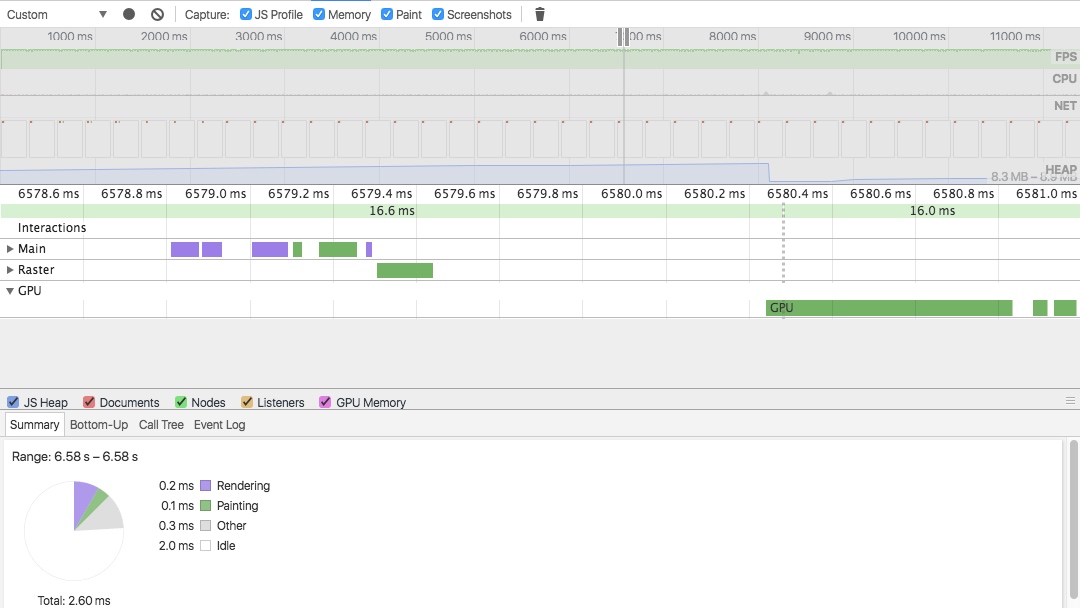 Custom Capture: JS Profile Memory Paint Screenshots
1000 ms 2000 ms 3000 ms 4000 ms 5000 ms 6000 ms 8000 ms 9000 ms 10000 ms 11000 ms
FPS
CPU
NET
HEAP
8.3 MB – 8.9 MB
6578.6 ms 6578.8 ms 6579.0 ms 6579.2 ms 6579.4 ms 6579.6 ms 6579.8 ms 6580.0 ms 6580.2 ms 6580.4 ms 6580.6 ms 6580.8 ms 6581.0 ms
16.6 ms 16.0 ms
Interactions
Main
Raster
GPU
GPU
JS Heap Documents Nodes Listeners GPU Memory
Summary Bottom-Up Call Tree Event Log
Range: 6.58 s – 6.58 s
0.2 ms Rendering
0.1 ms Painting
0.3 ms Other
2.0 ms Idle
Total: 2.60 ms